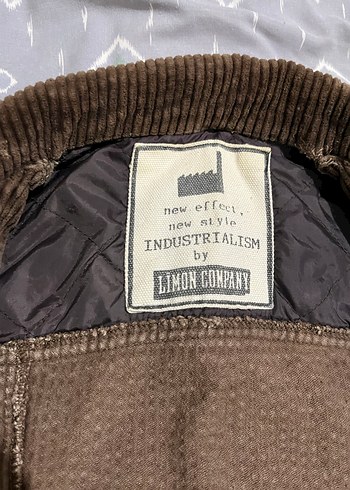 new effect,
new style
INDUSTRIALISM
by
LIMON COMPANY